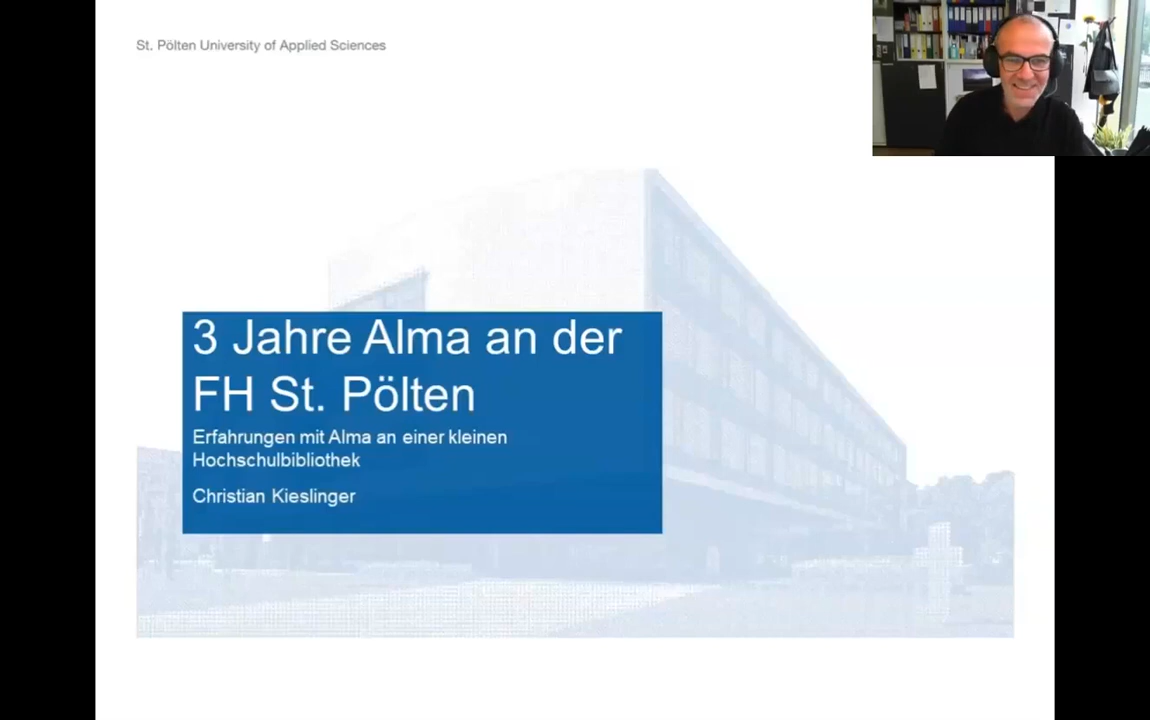 St. Pölten University of Applied Sciences
3 Jahre Alma an der
FH St. Pölten
Erfahrungen mit Alma an einer kleinen
Hochschulbibliothek
Christian Kieslinger